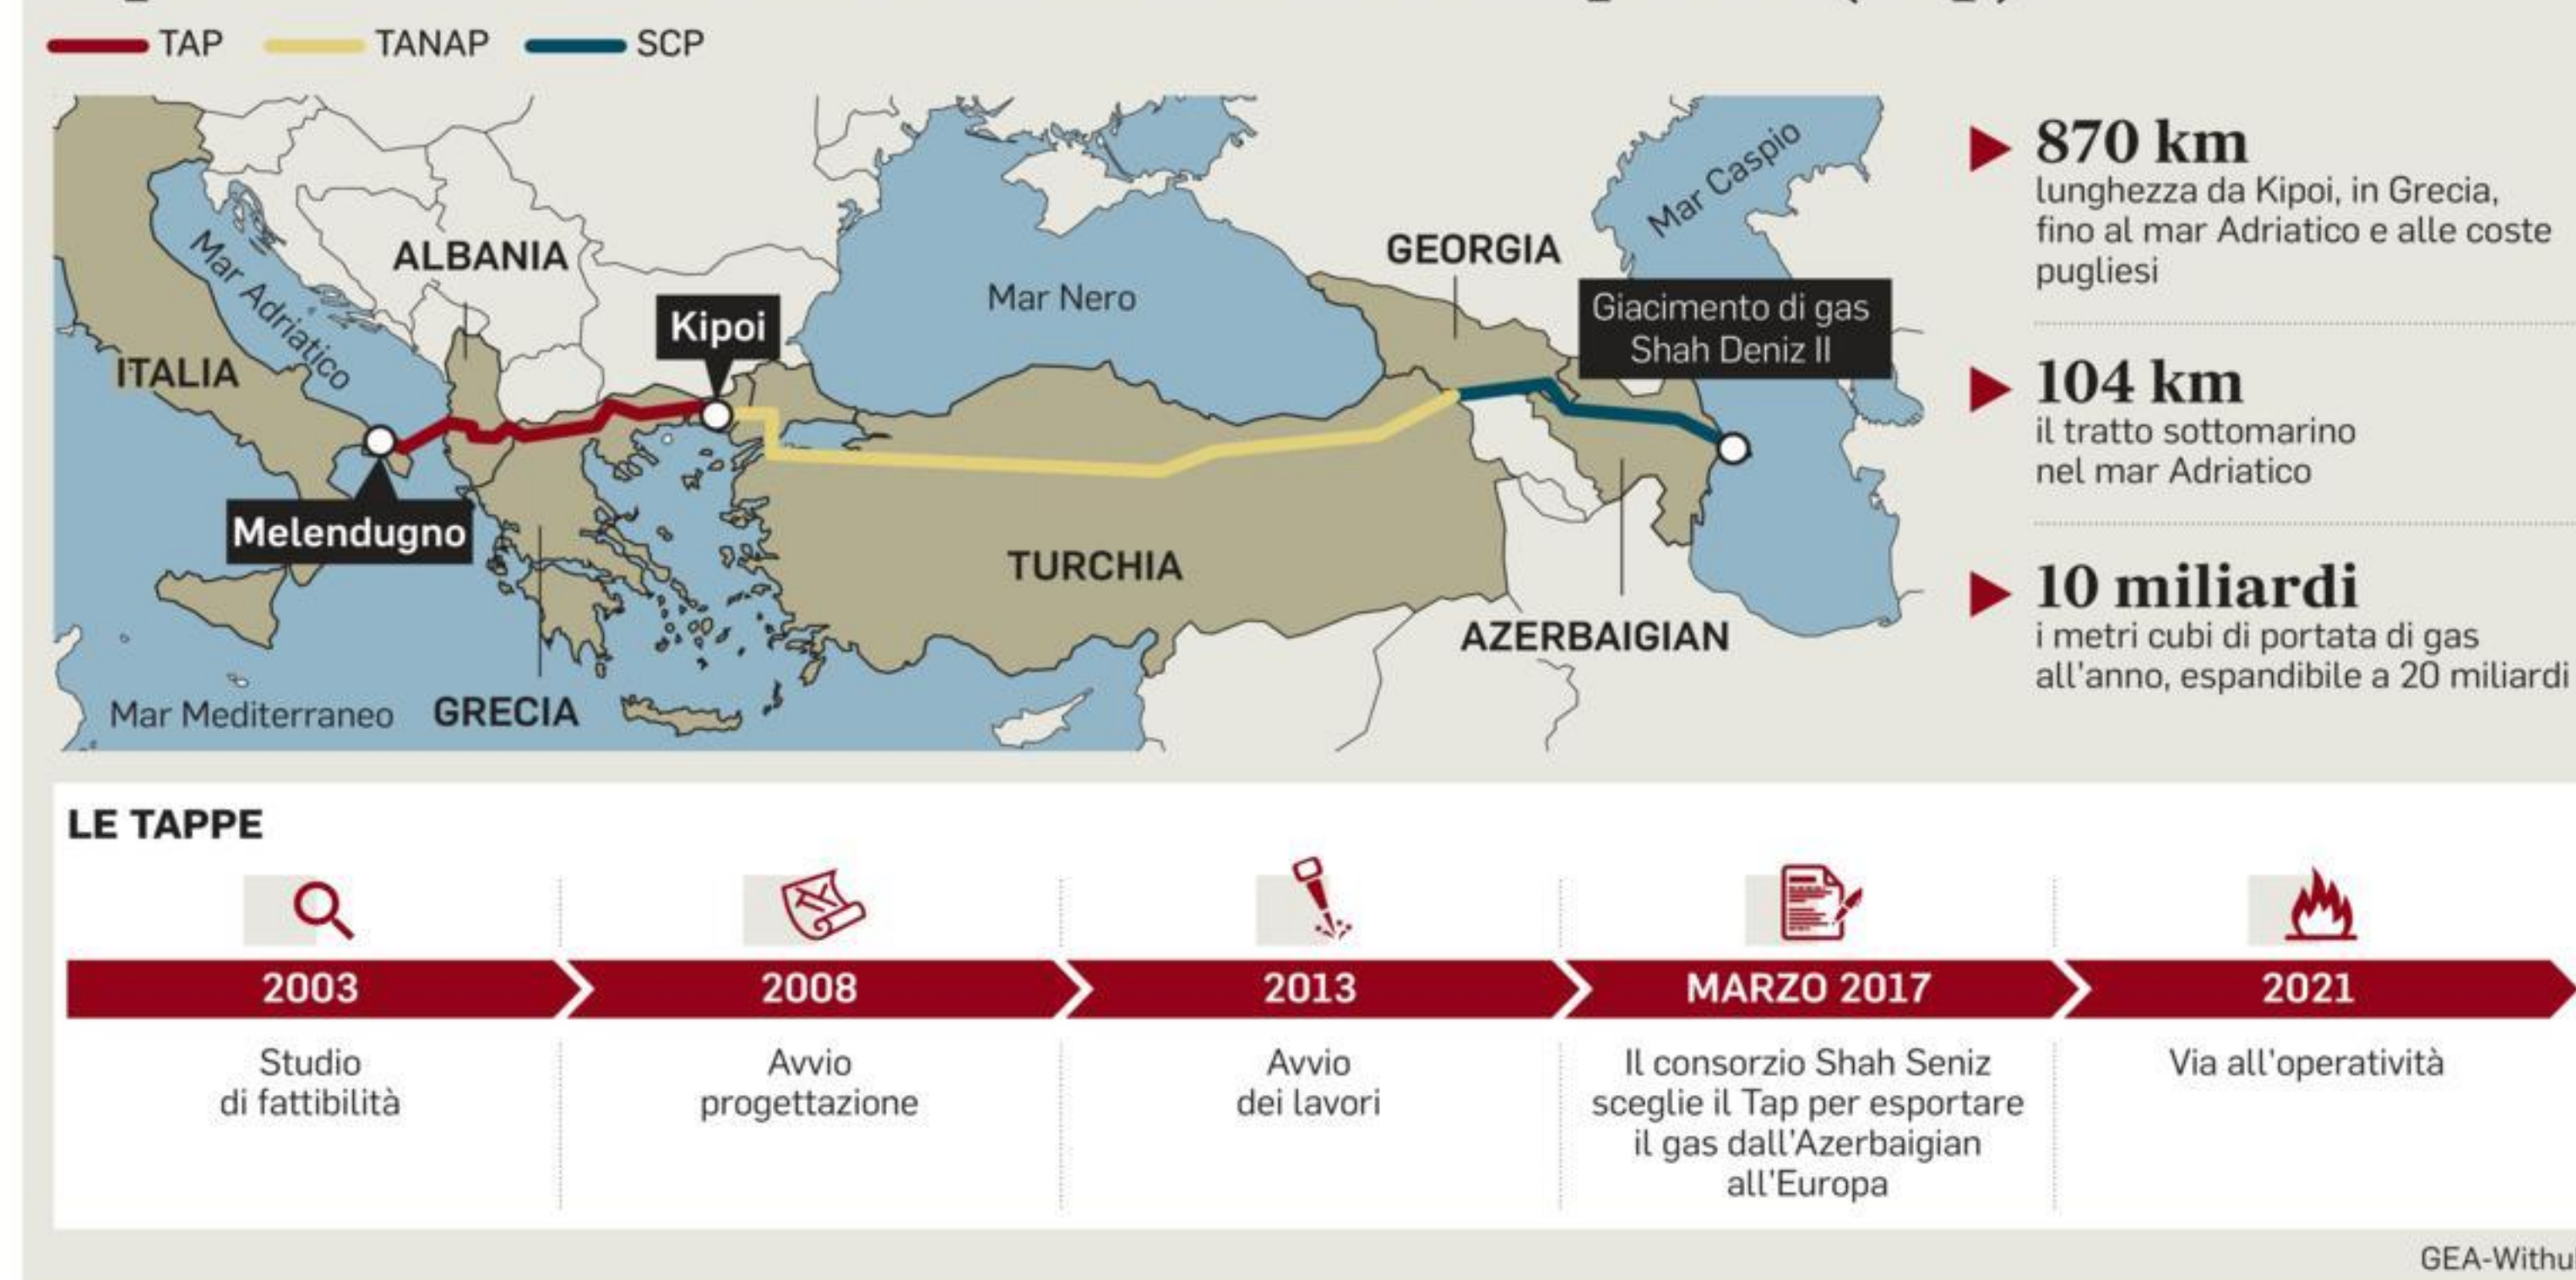 TAP
TANAP
SCP
Mar Caspio
ALBANIA
GEORGIA
Mar Adriatico
Mar Nero
Giacimento di gas
Shah Deniz II
Kipoi
ITALIA
Melendugno
TURCHIA
AZERBAIGIAN
Mar Mediterraneo
GRECIA
870 km
lunghezza da Kipoi, in Grecia,
fino al mar Adriatico e alle coste
pugliesi
104 km
il tratto sottomarino
nel mar Adriatico
10 miliardi
i metri cubi di portata di gas
all'anno, espandibile a 20 miliardi
LE TAPPE
2003
Studio
di fattibilità
2008
Avvio
progettazione
2013
Avvio
dei lavori
MARZO 2017
Il consorzio Shah Seniz
sceglie il Tap per esportare
il gas dall'Azerbaigian
all'Europa
2021
Via all'operatività
GEA-Withu